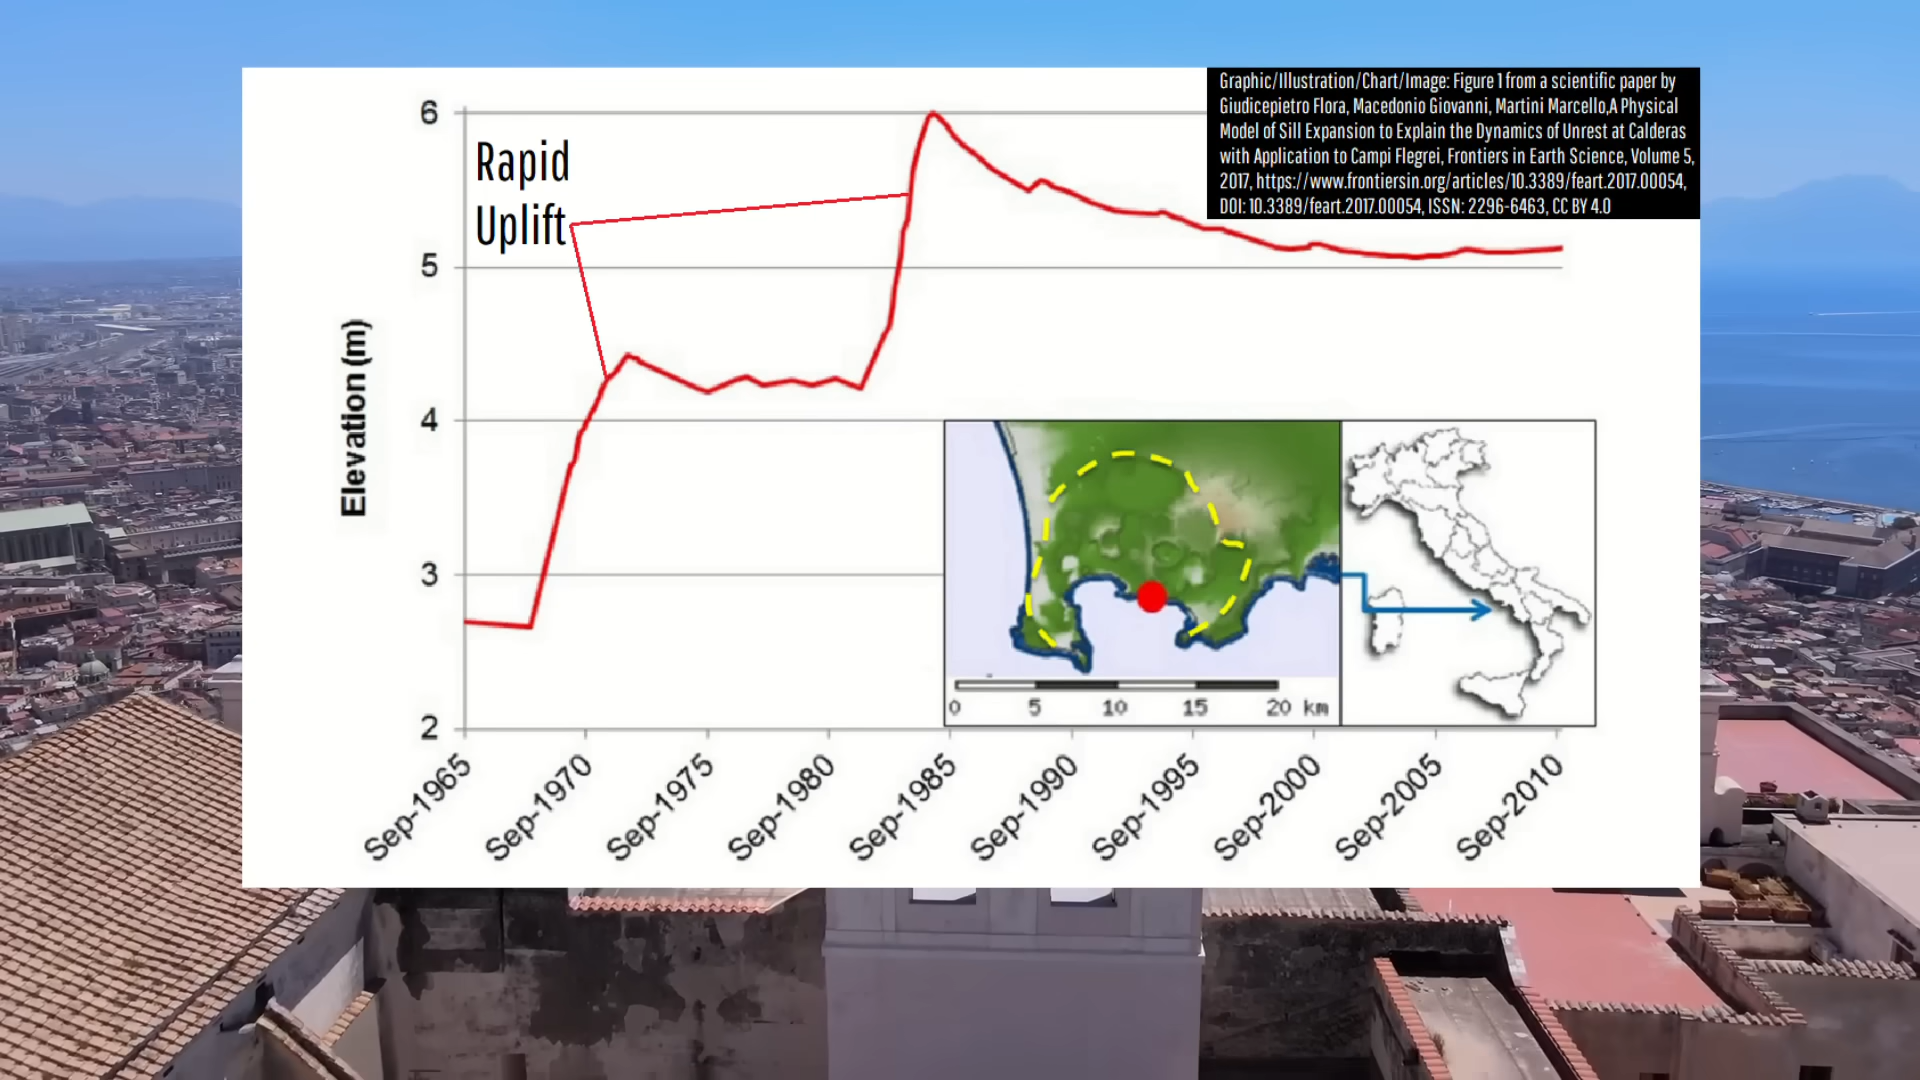 Graphic/Illustration/Chart/Image: Figure 1 from a scientific paper by
Giudicepietro Flora, Macedonio Giovanni, Martini Marcello,A Physical
Model of Sill Expansion to Explain the Dynamics of Unrest at Calderas
with Application to Campi Flegrei, Frontiers in Earth Science, Volume 5,
2017, https://www.frontiersin.org/articles/10.3389/feart.2017.00054,
DOI: 10.3389/feart.2017.00054, ISSN: 2296-6463, CC BY 4.0
Rapid
Uplift
Elevation (m)
6
5
4
3
2
0 5 10 15 20 km
Sep-1965
Sep-1970
Sep-1975
Sep-1980
Sep-1985
Sep-1990
Sep-1995
Sep-2000
Sep-2005
Sep-2010